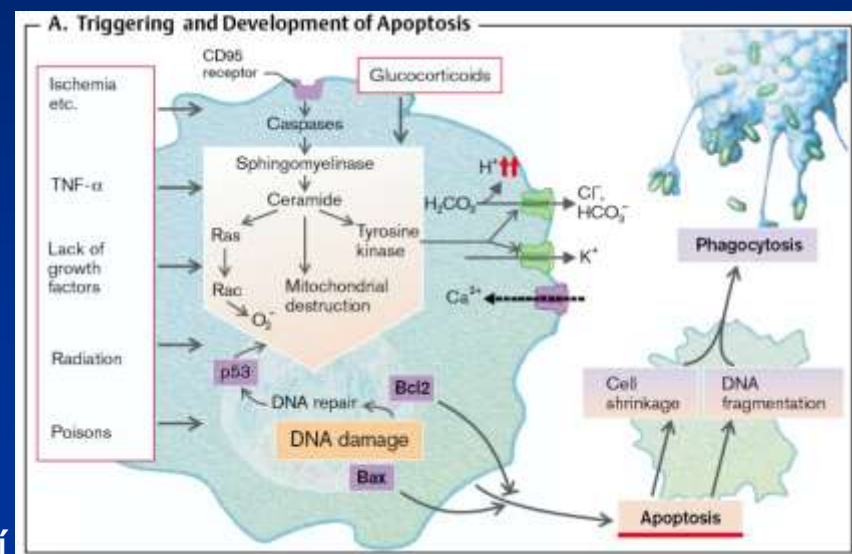 A. Triggering and Development of Apoptosis
CD95
receptor
Glucocorticoids
Ischemia
etc.
TNF-α
Lack of
growth
factors
Radiation
Poisons
Caspases
Sphingomyelinase
Ceramide
Ras
Tyrosine
kinase
Rac
Mitochondrial
destruction
O₂⁻
p53
DNA repair
Bcl2
DNA damage
Bax
H⁺
H₂CO₃
Cl⁻,
HCO₃⁻
K⁺
Ca²⁺
Phagocytosis
Cell
shrinkage
DNA
fragmentation
Apoptosis
í